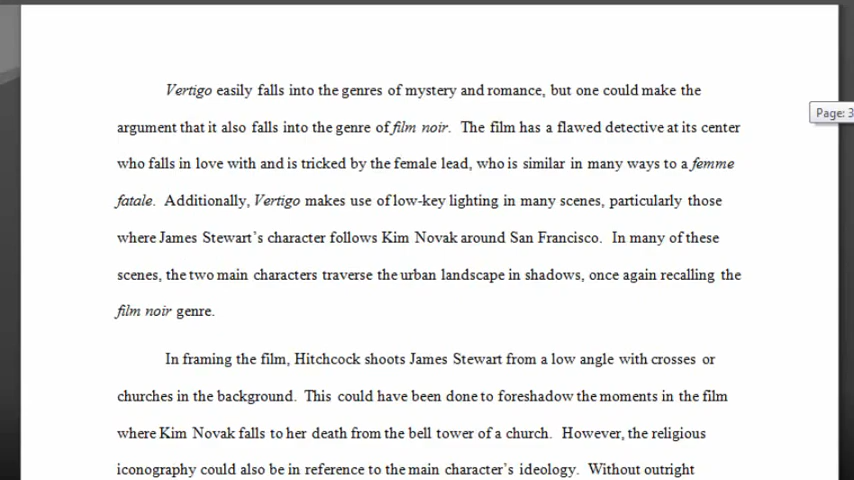 Vertigo easily falls into the genres of mystery and romance, but one could make the
argument that it also falls into the genre of film noir.  The film has a flawed detective at its center
who falls in love with and is tricked by the female lead, who is similar in many ways to a femme
fatale.  Additionally, Vertigo makes use of low-key lighting in many scenes, particularly those
where James Stewart's character follows Kim Novak around San Francisco.  In many of these
scenes, the two main characters traverse the urban landscape in shadows, once again recalling the
film noir genre.
In framing the film, Hitchcock shoots James Stewart from a low angle with crosses or
churches in the background.  This could have been done to foreshadow the moments in the film
where Kim Novak falls to her death from the bell tower of a church.  However, the religious
iconography could also be in reference to the main character's ideology.  Without outright
Page: 3